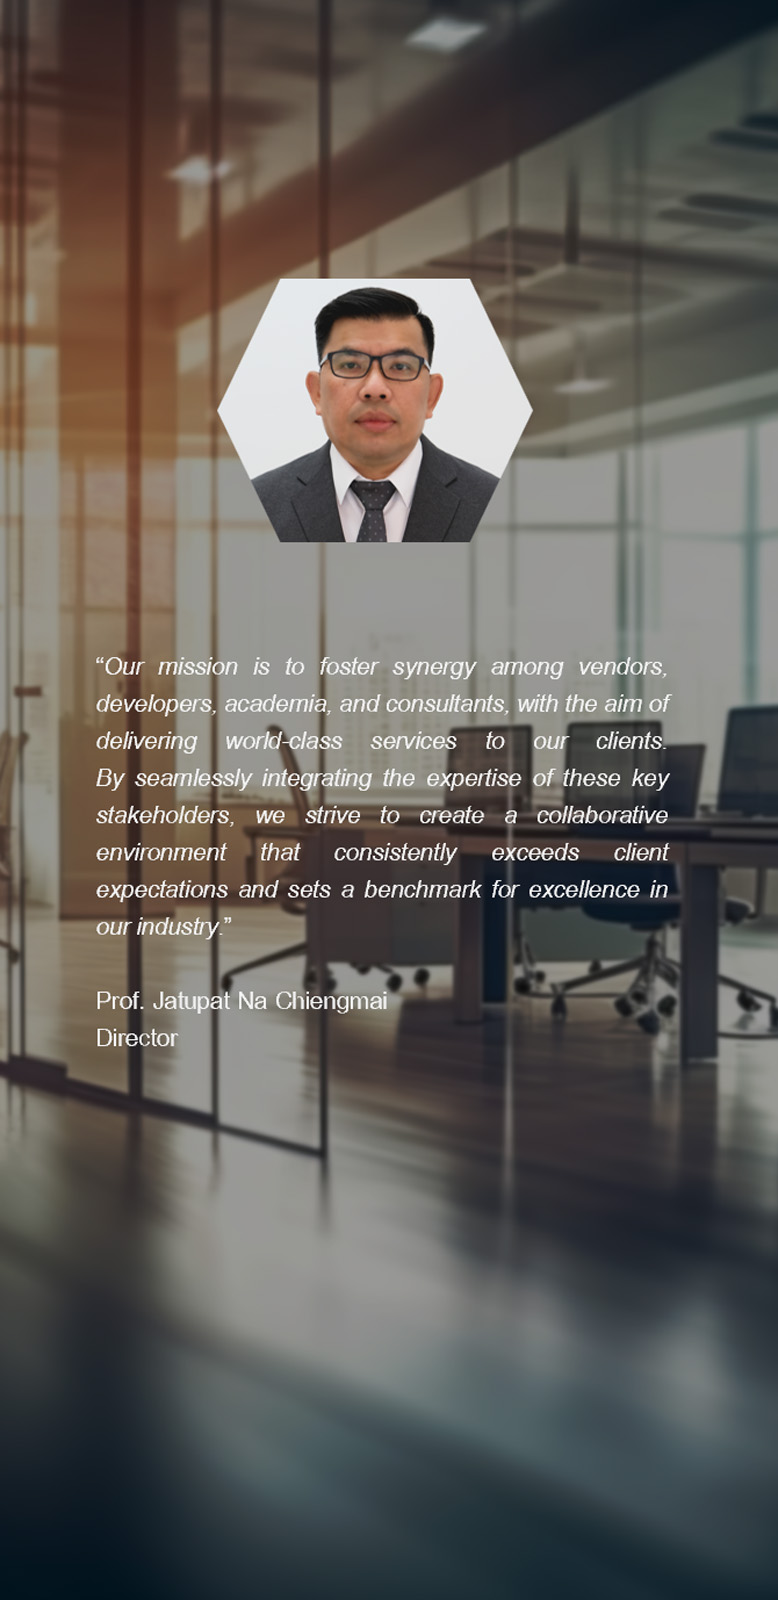 “Our mission is to foster synergy among vendors,
developers, academia, and consultants, with the aim of
delivering world-class services to our clients.
By seamlessly integrating the expertise of these key
stakeholders, we strive to create a collaborative
environment that consistently exceeds client
expectations and sets a benchmark for excellence in
our industry.”
Prof. Jatupat Na Chiengmai
Director